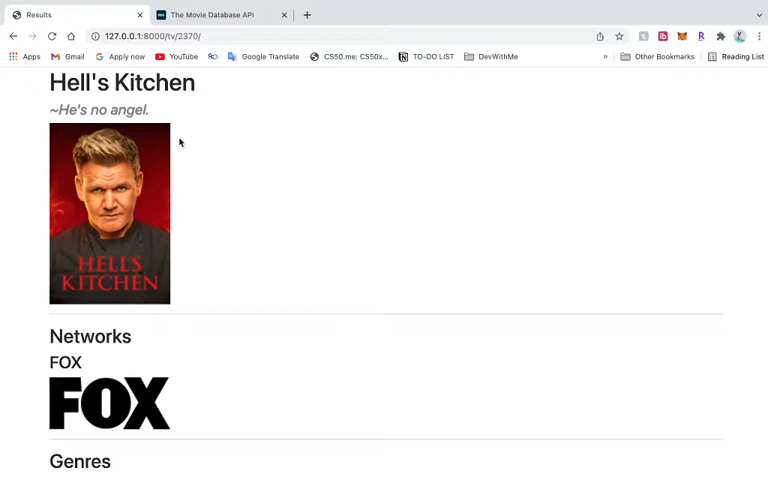 Results
The Movie Database API
127.0.0.1:8000/tv/2370/
Apps
Gmail
Apply now
YouTube
Google Translate
CS50.me: CS50x...
TO-DO LIST
DevWithMe
»
Other Bookmarks
Reading List
Hell's Kitchen
~He's no angel.
HELLS
KITCHEN
Networks
FOX
FOX
Genres